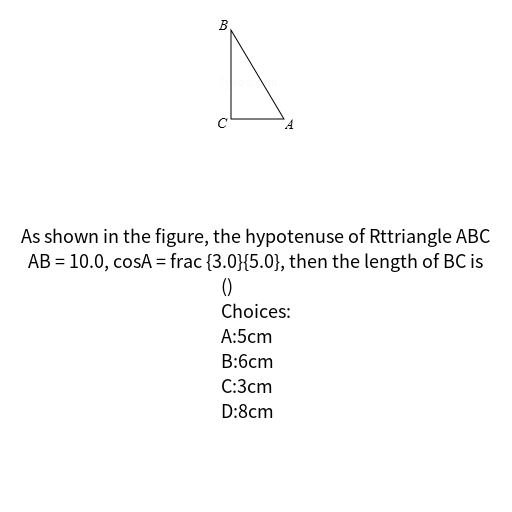 B
C
A
As shown in the figure, the hypotenuse of Rttriangle ABC
AB = 10.0, cosA = frac {3.0}{5.0}, then the length of BC is
()
Choices:
A:5cm
B:6cm
C:3cm
D:8cm